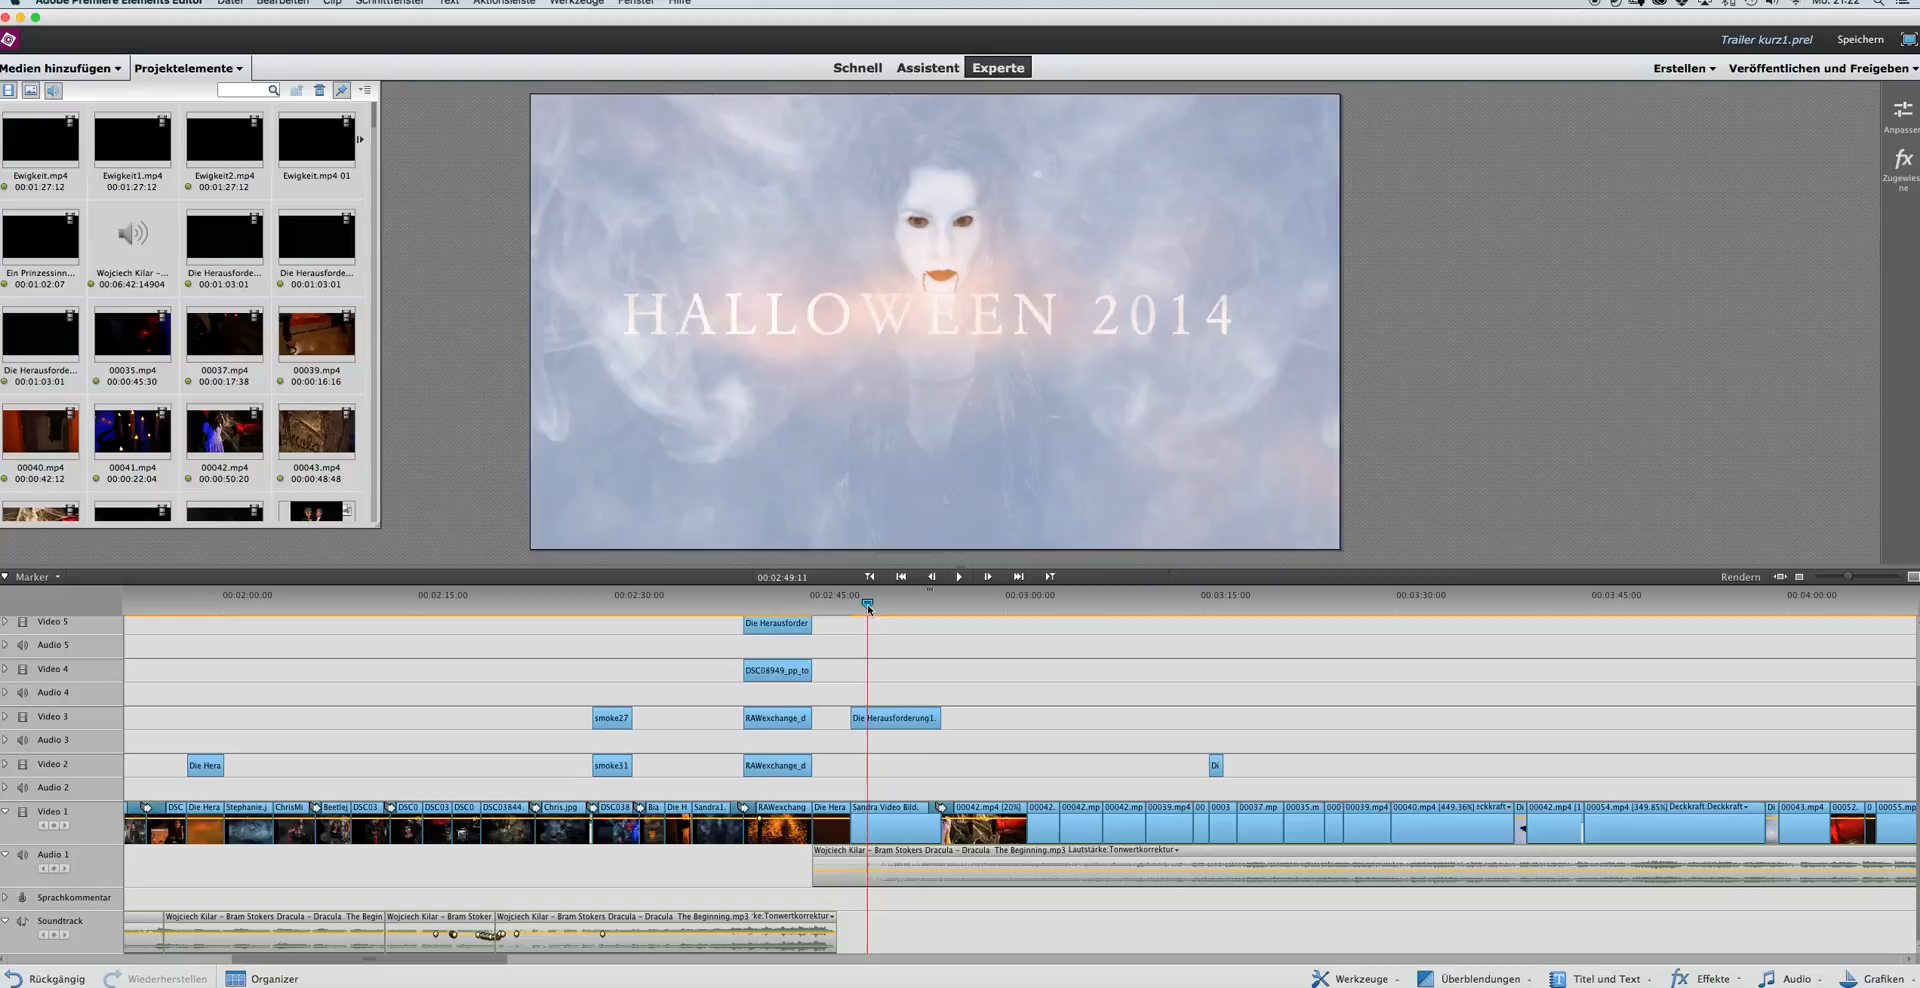 Adobe Premiere Elements Editor Datei Bearbeiten Clip Schnittfenster Text Aktionsleiste Werkzeuge Fenster Hilfe Mo. 21:22
Trailer kurz1.prel Speichern
Medien hinzufügen Projektelemente Schnell Assistent Experte Erstellen Veröffentlichen und Freigeben
Anpassen
fx
Zugewiese
ne
Ewigkeit.mp4 Ewigkeit1.mp4 Ewigkeit2.mp4 Ewigkeit.mp4 01
00:01:27:12 00:01:27:12 00:01:27:12
Ein Prinzessinn... Wojciech Kilar -... Die Herausforde... Die Herausforde...
00:01:02:07 00:06:42:14904 00:01:03:01 00:01:03:01
Die Herausforde... 00035.mp4 00037.mp4 00039.mp4
00:01:03:01 00:00:45:30 00:00:17:38 00:00:16:16
00040.mp4 00041.mp4 00042.mp4 00043.mp4
00:00:42:12 00:00:22:04 00:00:50:20 00:00:48:48
HALLOWEEN 2014
Marker 00:02:49:11 Rendern
00:02:00:00 00:02:15:00 00:02:30:00 00:02:45:00 00:03:00:00 00:03:15:00 00:03:30:00 00:03:45:00 00:04:00:00
Video 5 Die Herausforder
Audio 5
Video 4 DSC08949_pp_to
Audio 4
Video 3 smoke27 RAWexchange_d Die Herausforderung1.
Audio 3
Video 2 Die Hera smoke31 RAWexchange_d Di
Audio 2
Video 1 DSC Die Hera Stephanie.j ChrisMi Beetlej DSC03 DSC0 DSC03 DSC0 DSC03844. Chris.jpg DSC038 Bia Die H Sandra1. RAWexchang Die Hera Sandra Video Bild. 00042.mp4 [20%] 00042. 00042.mp 00042.mp 00039.mp4 00 0003 00037.mp 00035.m 000 00039.mp4 00040.mp4 [449.36%] :ckkraft Di 00042.mp4 [1 00054.mp4 [349.85%] Deckkraft:Deckkraft Di 00043.mp4 00052. 0 00055.mp
Audio 1 Wojciech Kilar - Bram Stokers Dracula - Dracula The Beginning.mp3 Lautstärke:Tonwertkorrektur
Sprachkommentar
Soundtrack Wojciech Kilar - Bram Stokers Dracula - Dracula The Begin Wojciech Kilar - Bram Stoker Wojciech Kilar - Bram Stokers Dracula - Dracula The Beginning.mp3 ke:Tonwertkorrektur
Rückgängig Wiederherstellen Organizer Werkzeuge Überblendungen Titel und Text Effekte Audio Grafiken